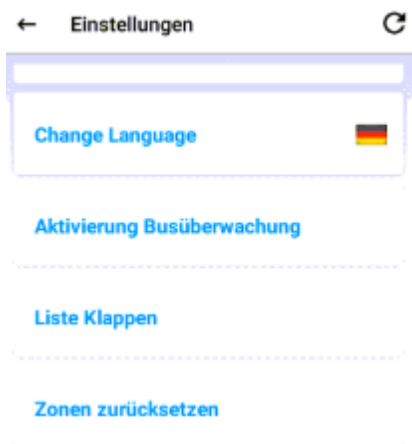 Einstellungen
Change Language
Aktivierung Busüberwachung
Liste Klappen
Zonen zurücksetzen